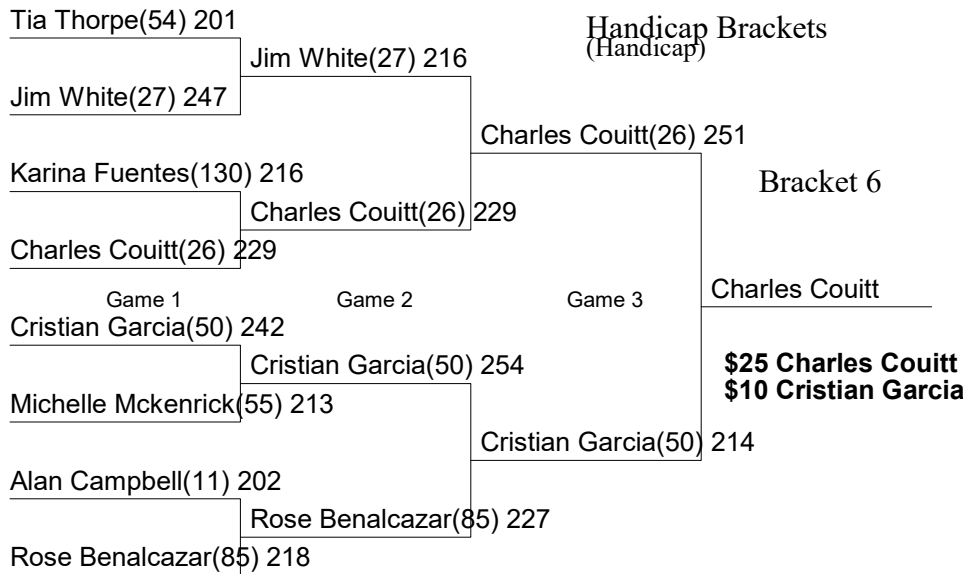 Tia Thorpe(54) 201
Handicap Brackets
(Handicap)
Jim White(27) 216
Jim White(27) 247
Charles Couitt(26) 251
Karina Fuentes(130) 216
Bracket 6
Charles Couitt(26) 229
Charles Couitt(26) 229
Game 1
Game 2
Game 3
Charles Couitt
Cristian Garcia(50) 242
Cristian Garcia(50) 254
$25 Charles Couitt
$10 Cristian Garcia
Michelle Mckenrick(55) 213
Cristian Garcia(50) 214
Alan Campbell(11) 202
Rose Benalcazar(85) 227
Rose Benalcazar(85) 218